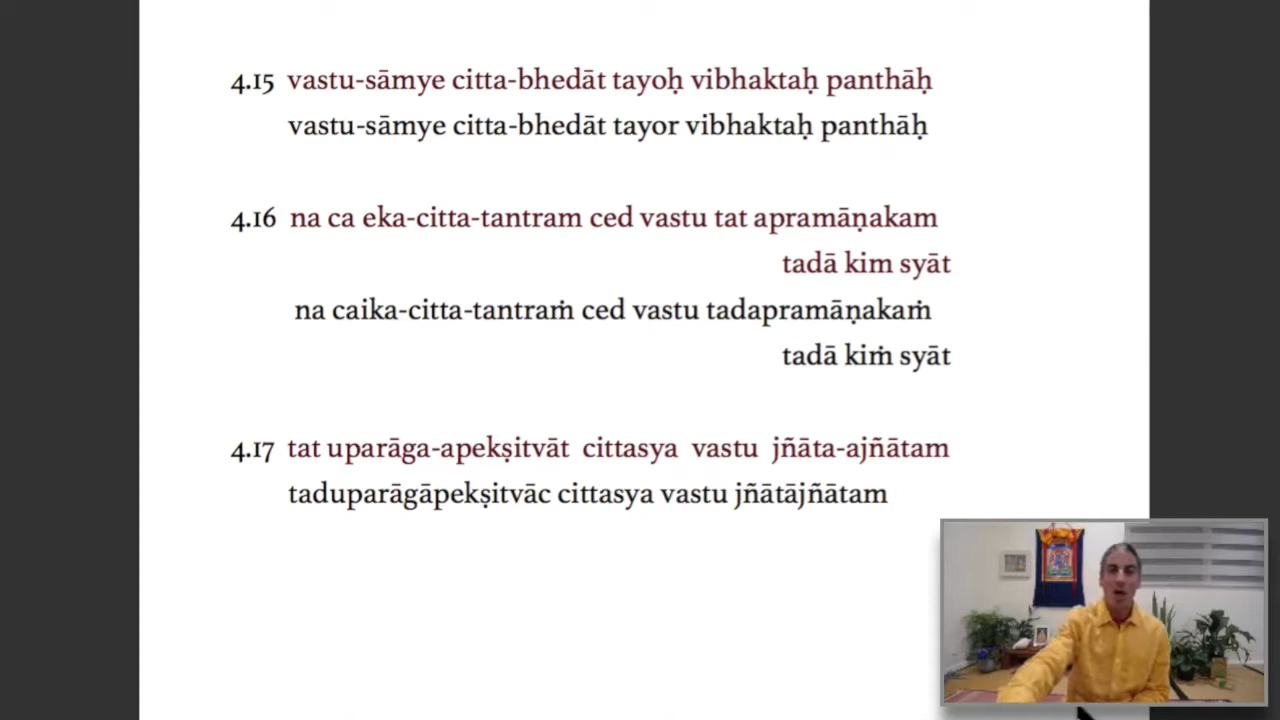 4.15 vastu-sāmye citta-bhedāt tayoḥ vibhaktaḥ panthāḥ
vastu-sāmye citta-bhedāt tayor vibhaktaḥ panthāḥ
4.16 na ca eka-citta-tantram ced vastu tat apramāṇakam
tadā kim syāt
na caika-citta-tantraṁ ced vastu tadapramāṇakaṁ
tadā kiṁ syāt
4.17 tat uparāga-apekṣitvāt cittasya vastu jñāta-ajñātam
taduparāgāpekṣitvāc cittasya vastu jñātājñātam